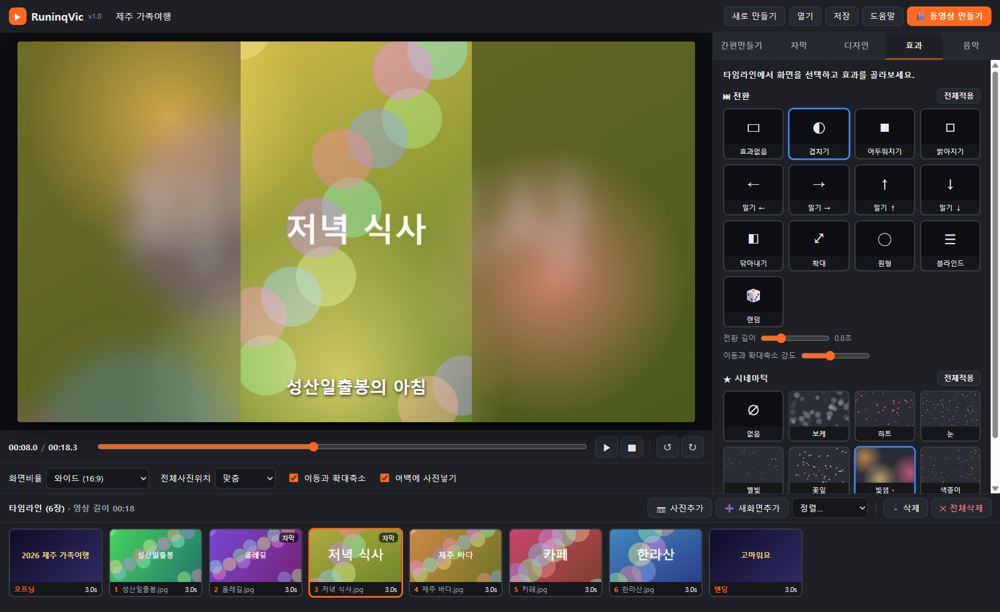 RuninqVic v1.0 제주 가족여행
새로 만들기 열기 저장 도움말 동영상 만들기
간편만들기 자막 디자인 효과 음악
저녁 식사
성산일출봉의 아침
타임라인에서 화면을 선택하고 효과를 골라보세요.
전환 전체적용
효과없음 겹치기 어두워지기 밝아지기
밀기 ← 밀기 → 밀기 ↑ 밀기 ↓
닦아내기 확대 원형 블라인드
랜덤
전환 길이 0.8초
이동과 확대축소 강도
시네마틱 전체적용
없음 보케 하트 눈
별빛 꽃잎 빛샘 • 색종이
00:08.0 / 00:18.3
화면비율 와이드 (16:9) 전체사진위치 맞춤 이동과 확대축소 여백에 사진넣기
타임라인 (6장) · 영상 길이 00:18
사진추가 새화면추가 정렬... - 삭제 × 전체삭제
2026 제주 가족여행
오프닝 3.0s
성산일출봉
1 성산일출봉.jpg 3.0s
자막
올레길
2 올레길.jpg 3.0s
자막
저녁 식사
3 저녁 식사.jpg 3.0s
제주 바다
4 제주 바다.jpg 3.0s
카페
5 카페.jpg 3.0s
한라산
6 한라산.jpg 3.0s
고마워요
엔딩 3.0s